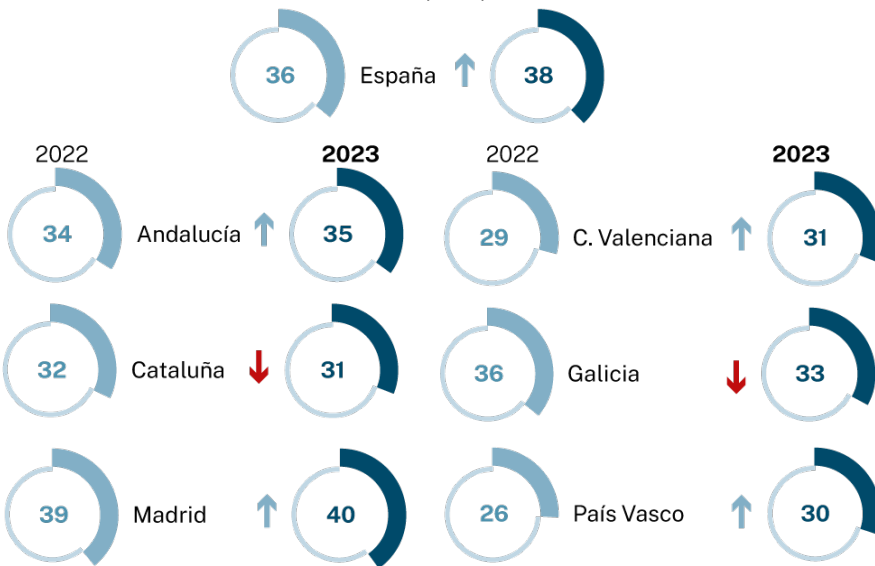 36 España 38
2022 2023 2022 2023
34 Andalucía 35 29 C. Valenciana 31
32 Cataluña 31 36 Galicia 33
39 Madrid 40 26 País Vasco 30